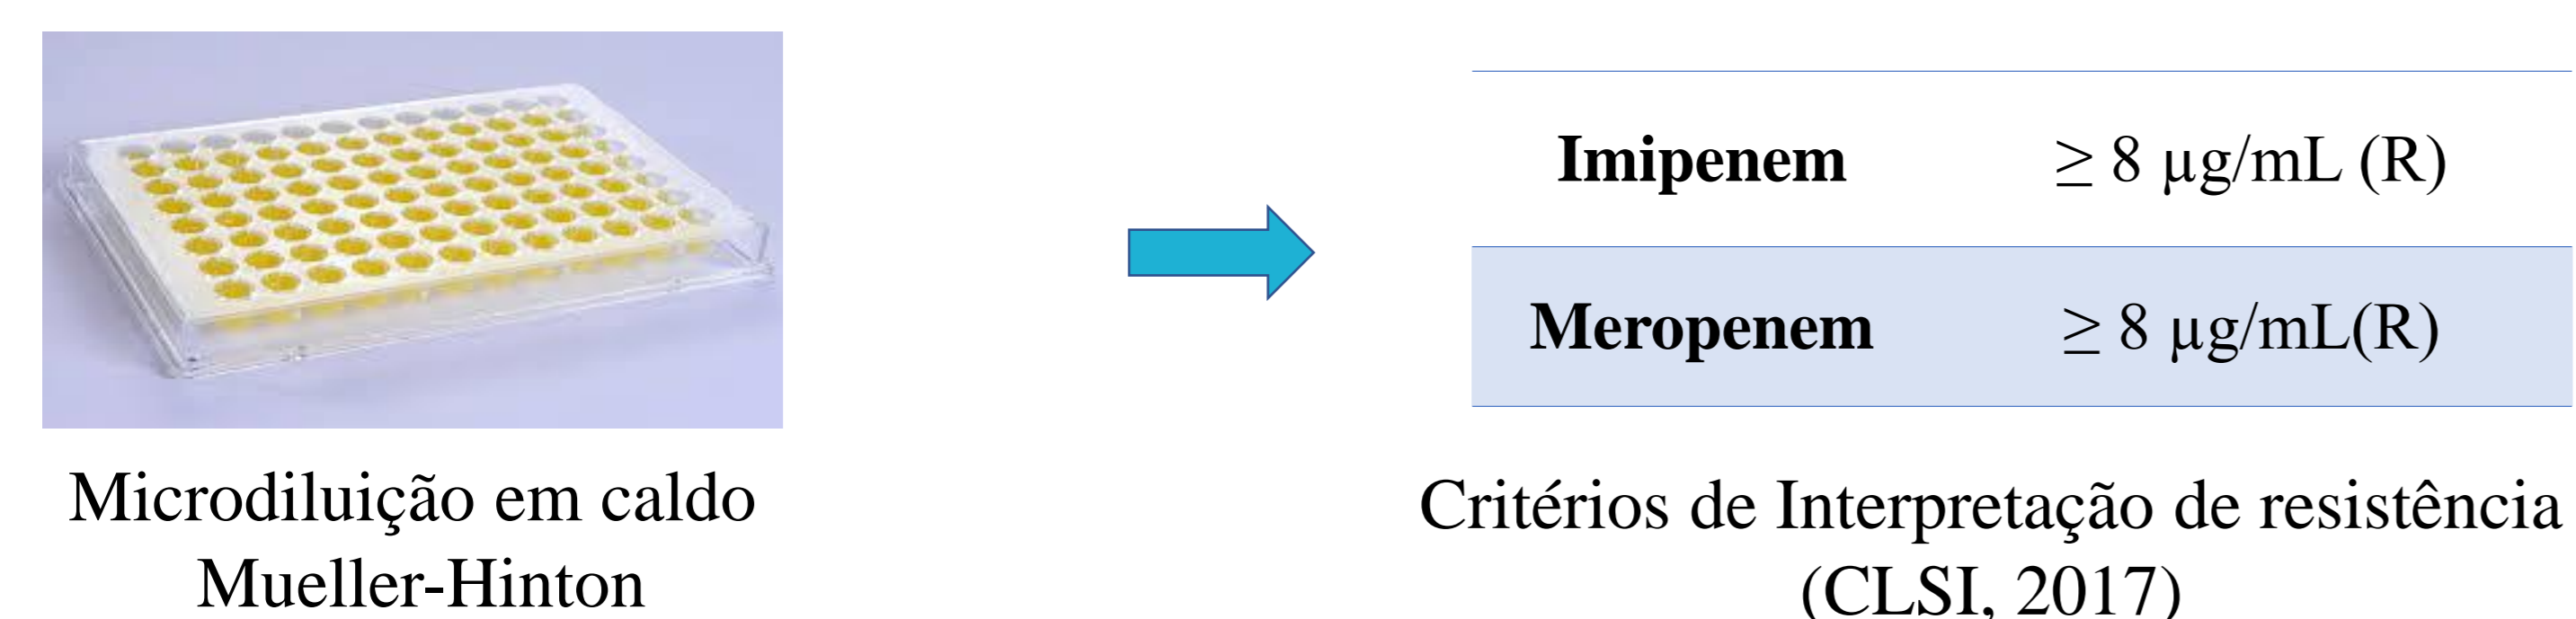 Imipenem ≥ 8 µg/mL (R)
Meropenem ≥ 8 µg/mL(R)
Microdiluição em caldo
Mueller-Hinton
Critérios de Interpretação de resistência
(CLSI, 2017)